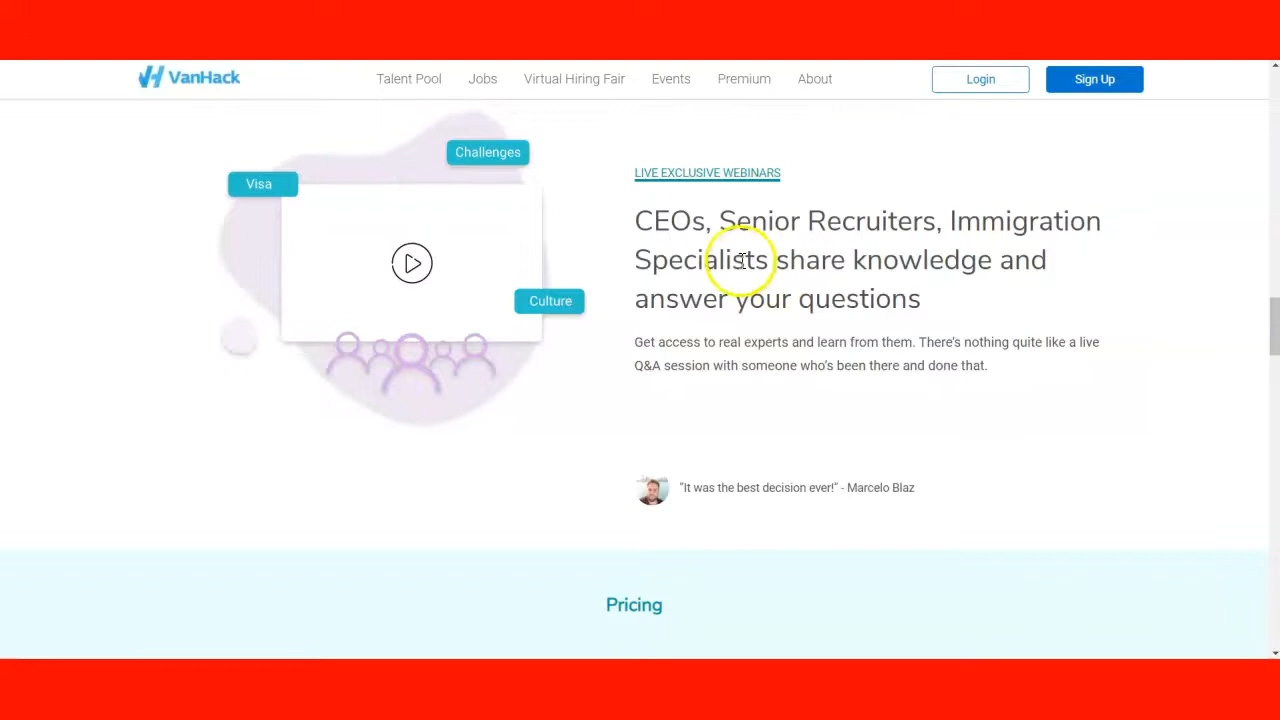 VanHack
Talent Pool Jobs Virtual Hiring Fair Events Premium About Login Sign Up
Challenges
Visa
Culture
LIVE EXCLUSIVE WEBINARS
CEOs, Senior Recruiters, Immigration
Specialists share knowledge and
answer your questions
Get access to real experts and learn from them. There’s nothing quite like a live
Q&A session with someone who’s been there and done that.
"It was the best decision ever!" - Marcelo Blaz
Pricing